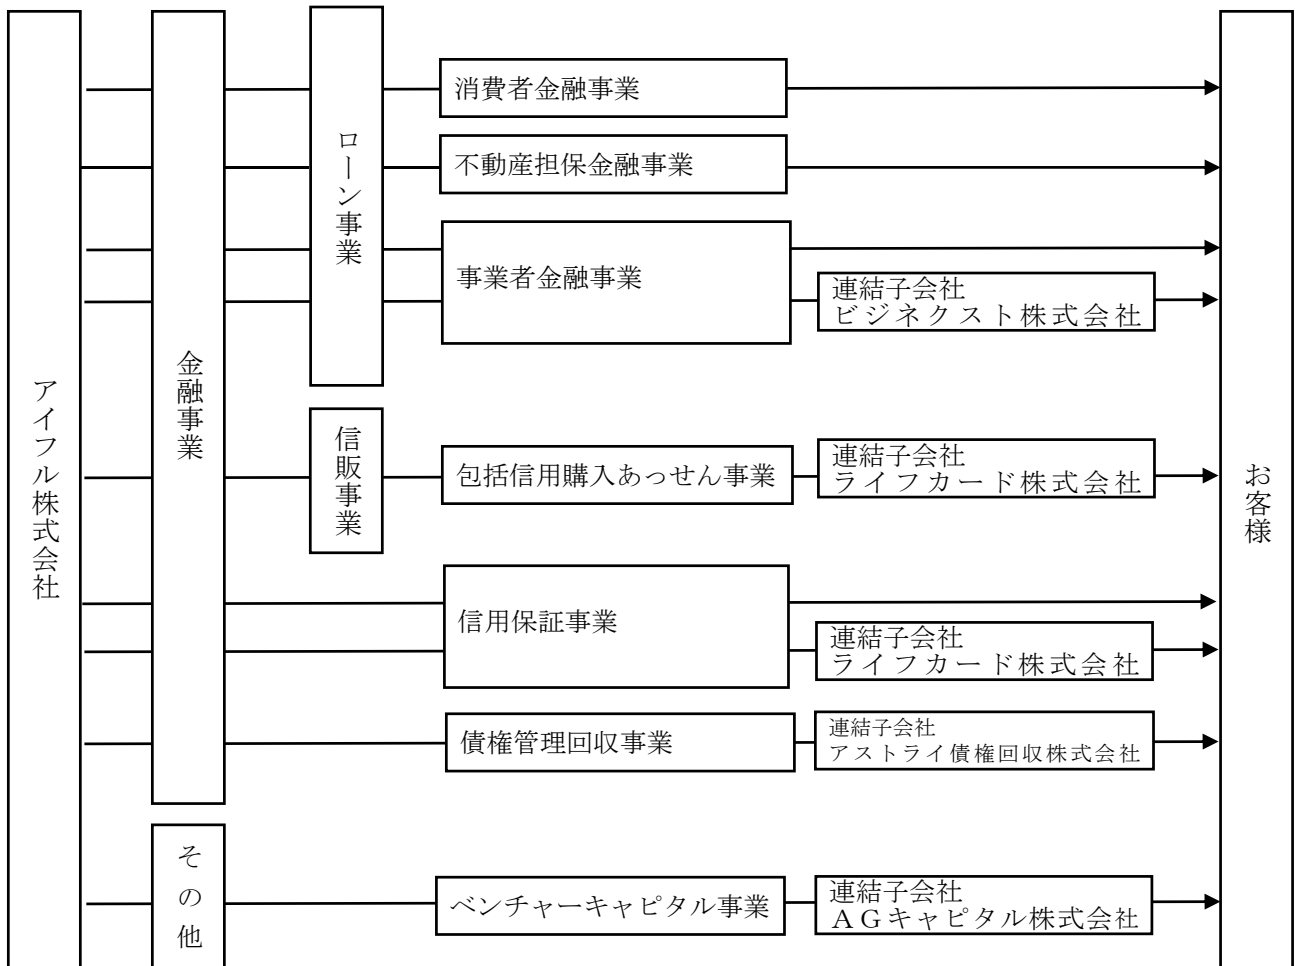 アイフル株式会社
金融事業
ローン事業
消費者金融事業
不動産担保金融事業
事業者金融事業
連結子会社
ビジネクスト株式会社
信販事業
包括信用購入あっせん事業
連結子会社
ライフカード株式会社
信用保証事業
連結子会社
ライフカード株式会社
債権管理回収事業
連結子会社
アストライ債権回収株式会社
その他
ベンチャーキャピタル事業
連結子会社
AGキャピタル株式会社
お客様